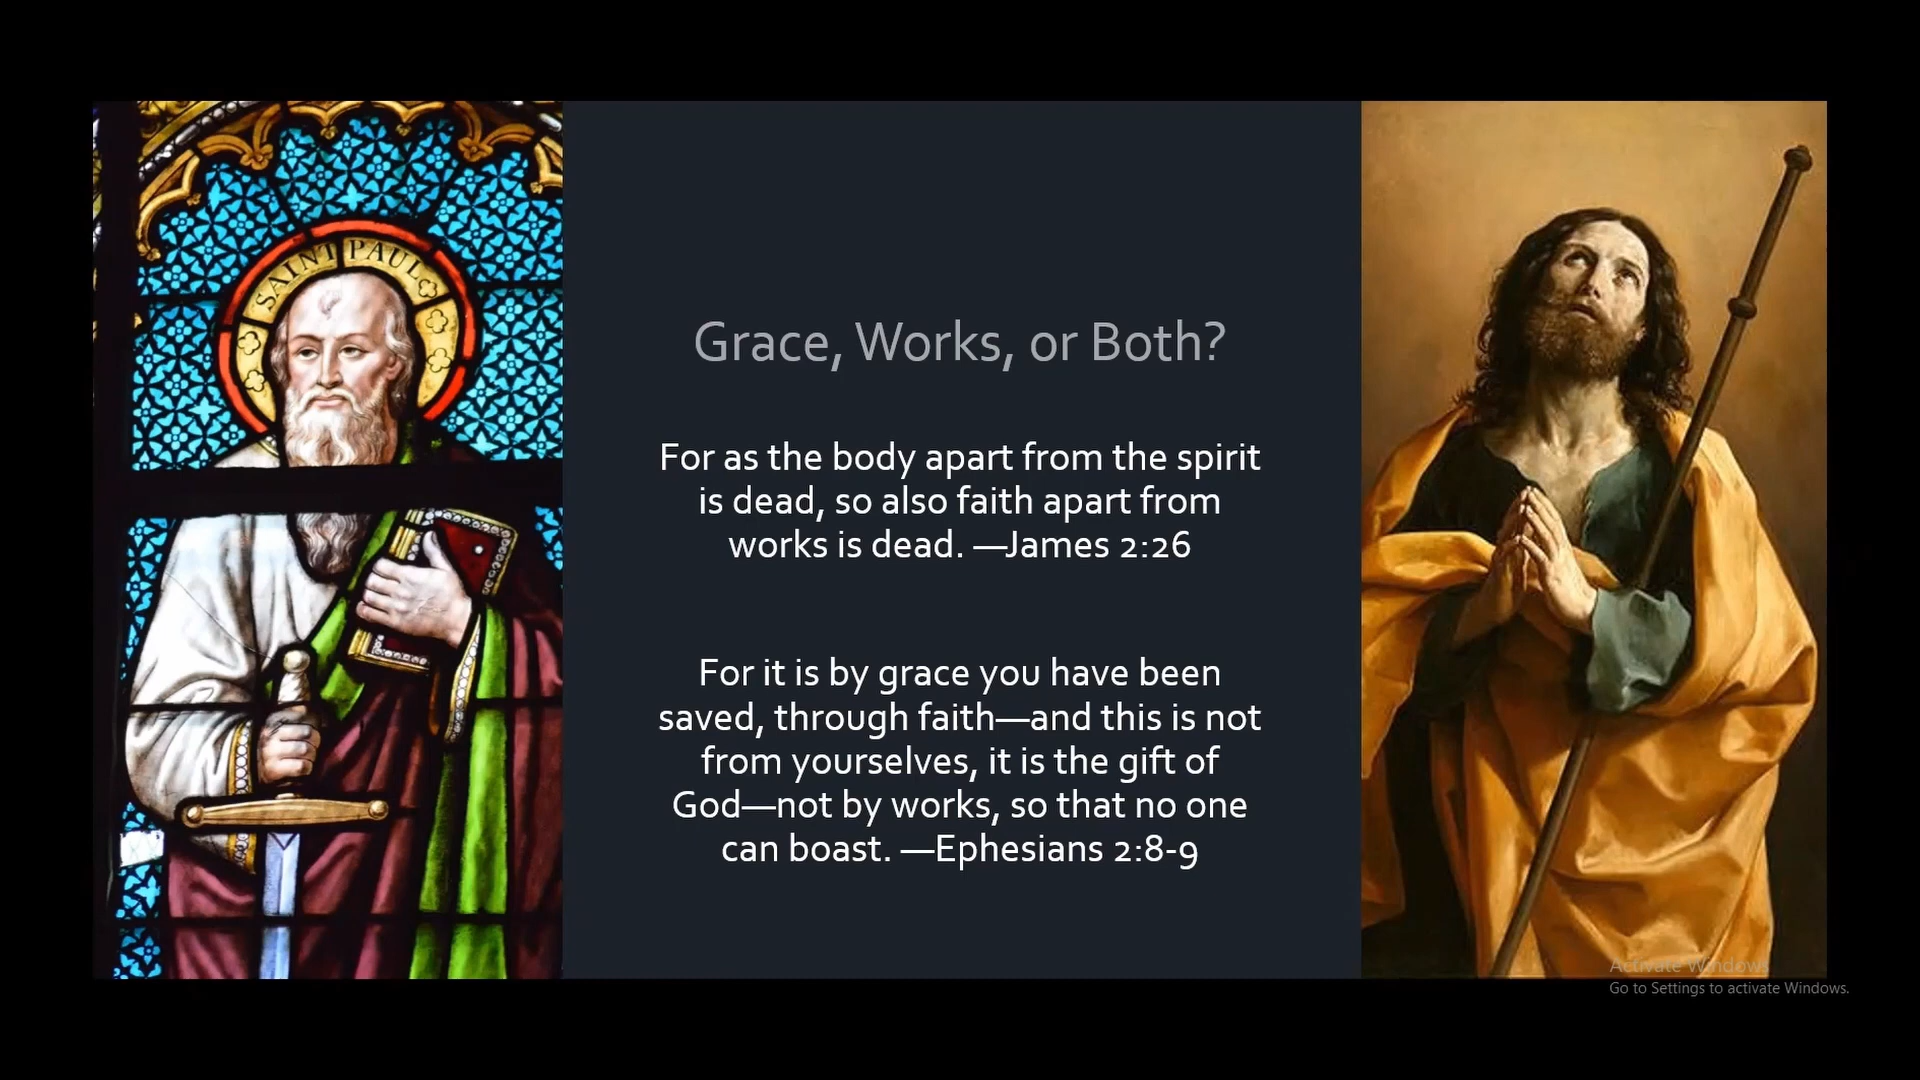 SAINT PAUL
Grace, Works, or Both?
For as the body apart from the spirit
is dead, so also faith apart from
works is dead. —James 2:26
For it is by grace you have been
saved, through faith—and this is not
from yourselves, it is the gift of
God—not by works, so that no one
can boast. —Ephesians 2:8-9
Activate Windows
Go to Settings to activate Windows.